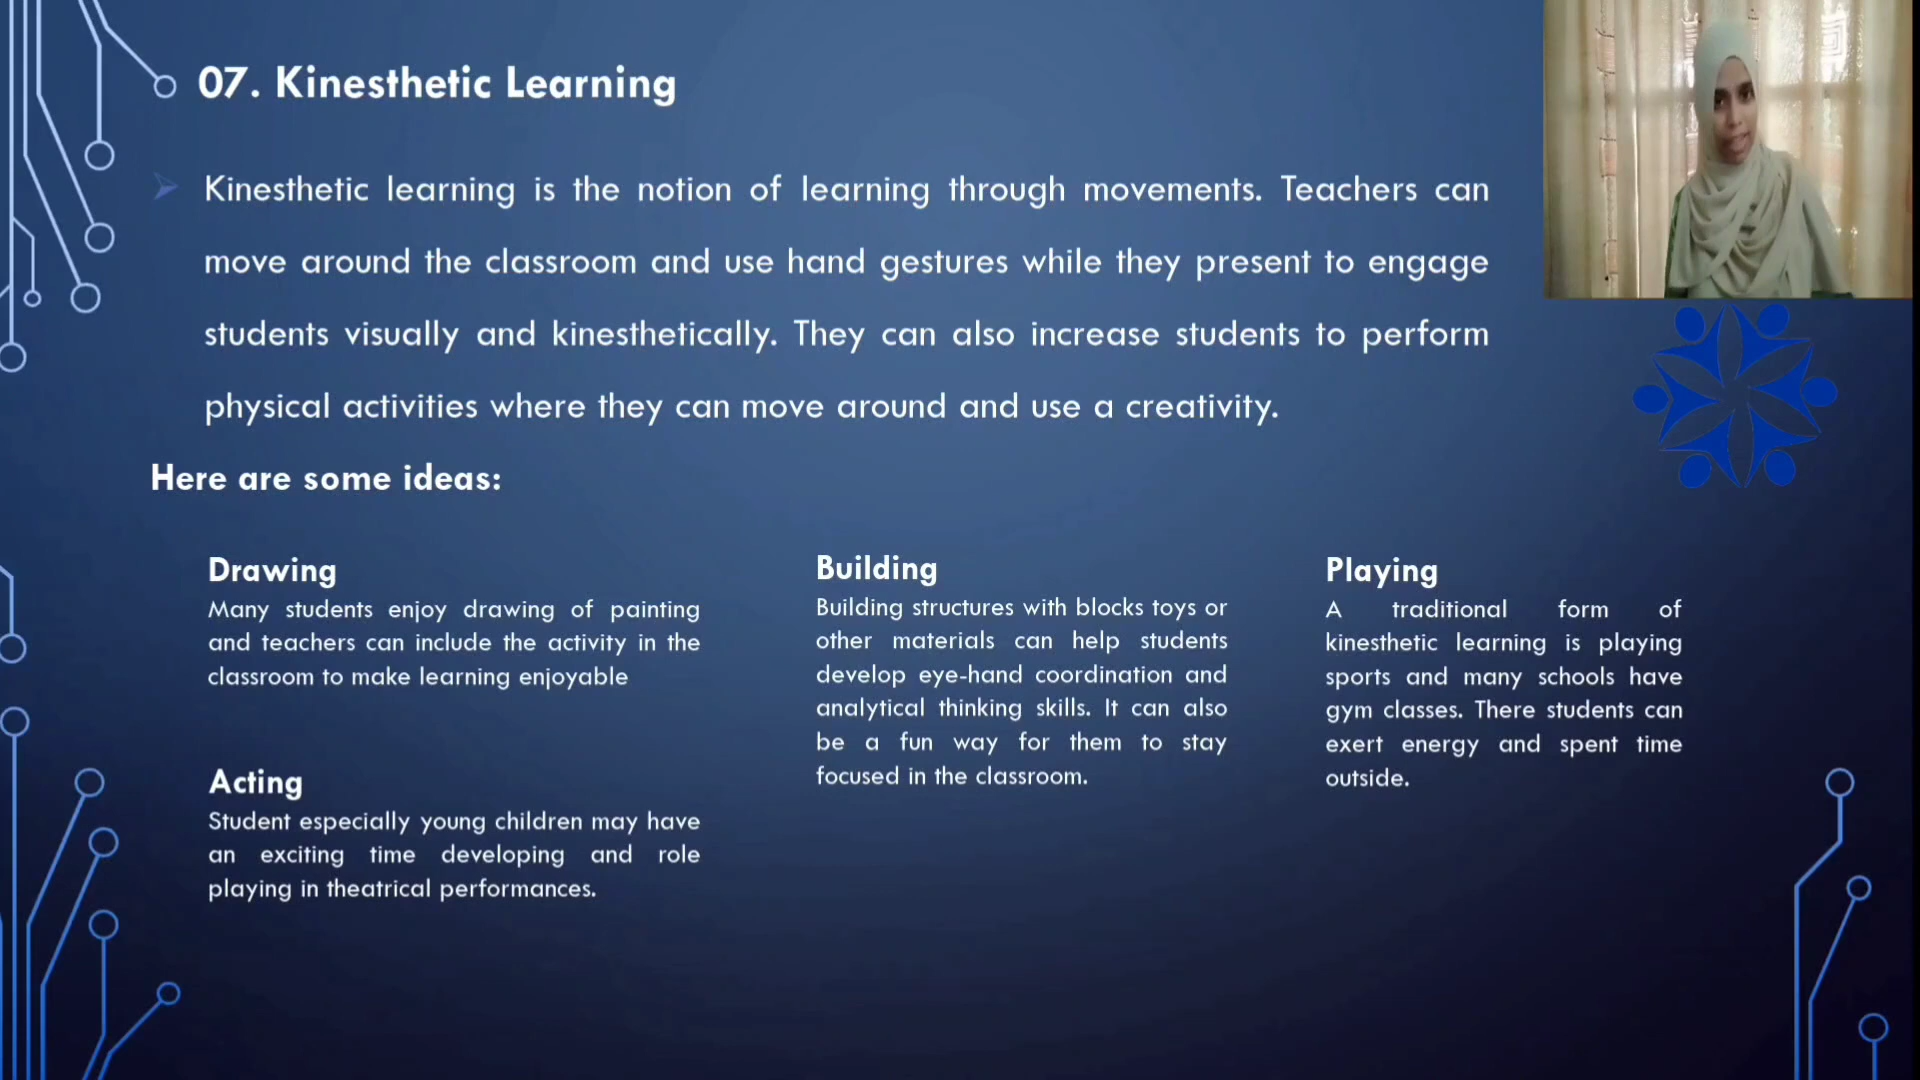 07. Kinesthetic Learning
Kinesthetic learning is the notion of learning through movements. Teachers can
move around the classroom and use hand gestures while they present to engage
students visually and kinesthetically. They can also increase students to perform
physical activities where they can move around and use a creativity.
Here are some ideas:
Drawing
Many students enjoy drawing of painting
and teachers can include the activity in the
classroom to make learning enjoyable
Acting
Student especially young children may have
an exciting time developing and role
playing in theatrical performances.
Building
Building structures with blocks toys or
other materials can help students
develop eye-hand coordination and
analytical thinking skills. It can also
be a fun way for them to stay
focused in the classroom.
Playing
A traditional form of
kinesthetic learning is playing
sports and many schools have
gym classes. There students can
exert energy and spent time
outside.